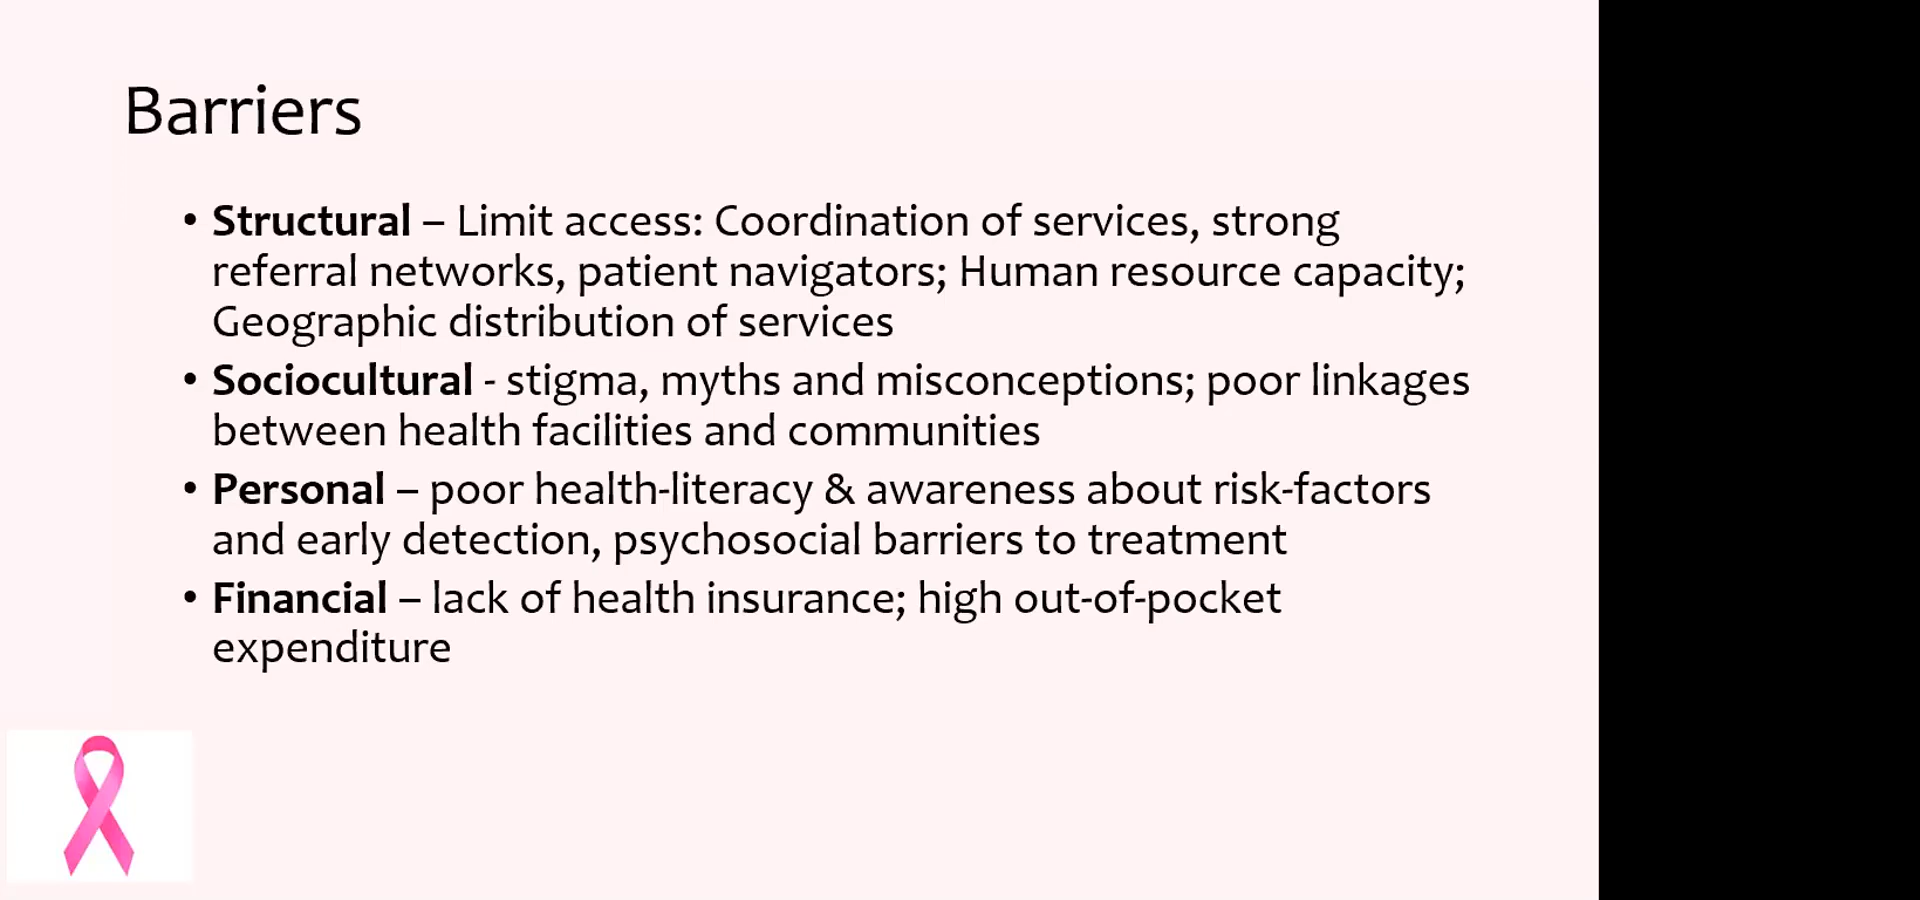 Barriers
• Structural – Limit access: Coordination of services, strong
referral networks, patient navigators; Human resource capacity;
Geographic distribution of services
• Sociocultural - stigma, myths and misconceptions; poor linkages
between health facilities and communities
• Personal – poor health-literacy & awareness about risk-factors
and early detection, psychosocial barriers to treatment
• Financial – lack of health insurance; high out-of-pocket
expenditure